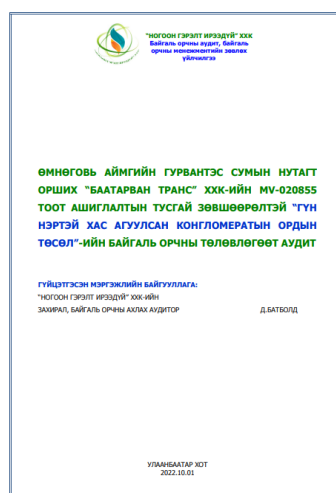 "НОГООН ГЭРЭЛТ ИРЭЭДҮЙ" ХХК
Байгаль орчны аудит, байгаль
орчны менежментийн зөвлөх
үйлчилгээ
ӨМНӨГОВЬ АЙМГИЙН ГУРВАНТЭС СУМЫН НУТАГТ
ОРШИХ "БААТАРВАН ТРАНС" ХХК-ИЙН MV-020855
ТООТ АШИГЛАЛТЫН ТУСГАЙ ЗӨВШӨӨРӨЛТЭЙ "ГҮН
НЭРТЭЙ ХАС АГУУЛСАН КОНГЛОМЕРАТЫН ОРДЫН
ТӨСӨЛ"-ИЙН БАЙГАЛЬ ОРЧНЫ ТӨЛӨВЛӨГӨӨТ АУДИТ
ГҮЙЦЭТГЭСЭН МЭРГЭЖЛИЙН БАЙГУУЛЛАГА:
"НОГООН ГЭРЭЛТ ИРЭЭДҮЙ" ХХК-ИЙН
ЗАХИРАЛ, БАЙГАЛЬ ОРЧНЫ АХЛАХ АУДИТОР Д.БАТБОЛД
УЛААНБААТАР ХОТ
2022.10.01